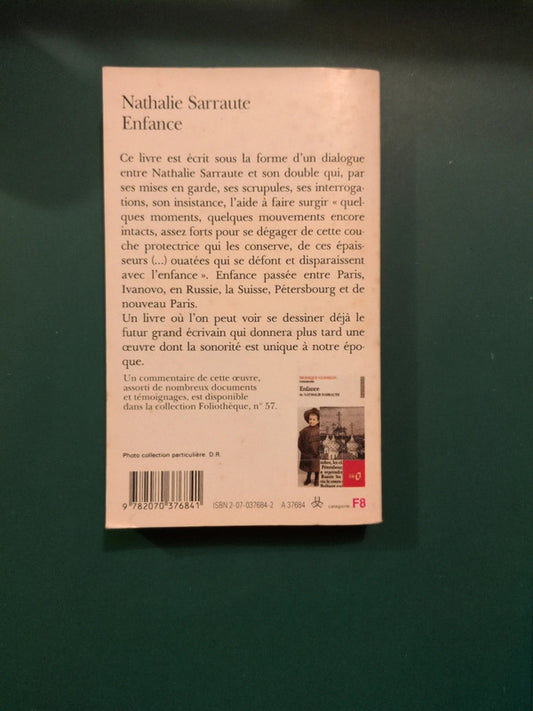 Nathalie Sarraute
Enfance
Ce livre est écrit sous la forme d'un dialogue
entre Nathalie Sarraute et son double qui, par
ses mises en garde, ses scrupules, ses interroga-
tions, son insistance, l'aide à faire surgir « quel-
ques moments, quelques mouvements encore
intacts, assez forts pour se dégager de cette cou-
che protectrice qui les conserve, de ces épais-
seurs (...) ouatées qui se défont et disparaissent
avec l'enfance ». Enfance passée entre Paris,
Ivanovo, en Russie, la Suisse, Pétersbourg et de
nouveau Paris.
Un livre où l'on peut voir se dessiner déjà le
futur grand écrivain qui donnera plus tard une
œuvre dont la sonorité est unique à notre épo-
que.
Un commentaire de cette œuvre,
assorti de nombreux documents
et témoignages, est disponible
dans la collection Foliothèque, n° 57.
Enfance
de NATHALIE SARRAUTE
Photo collection particulière. D.R.
9 782070 376841
ISBN 2-07-037684-2
A 37684
catégorie F8